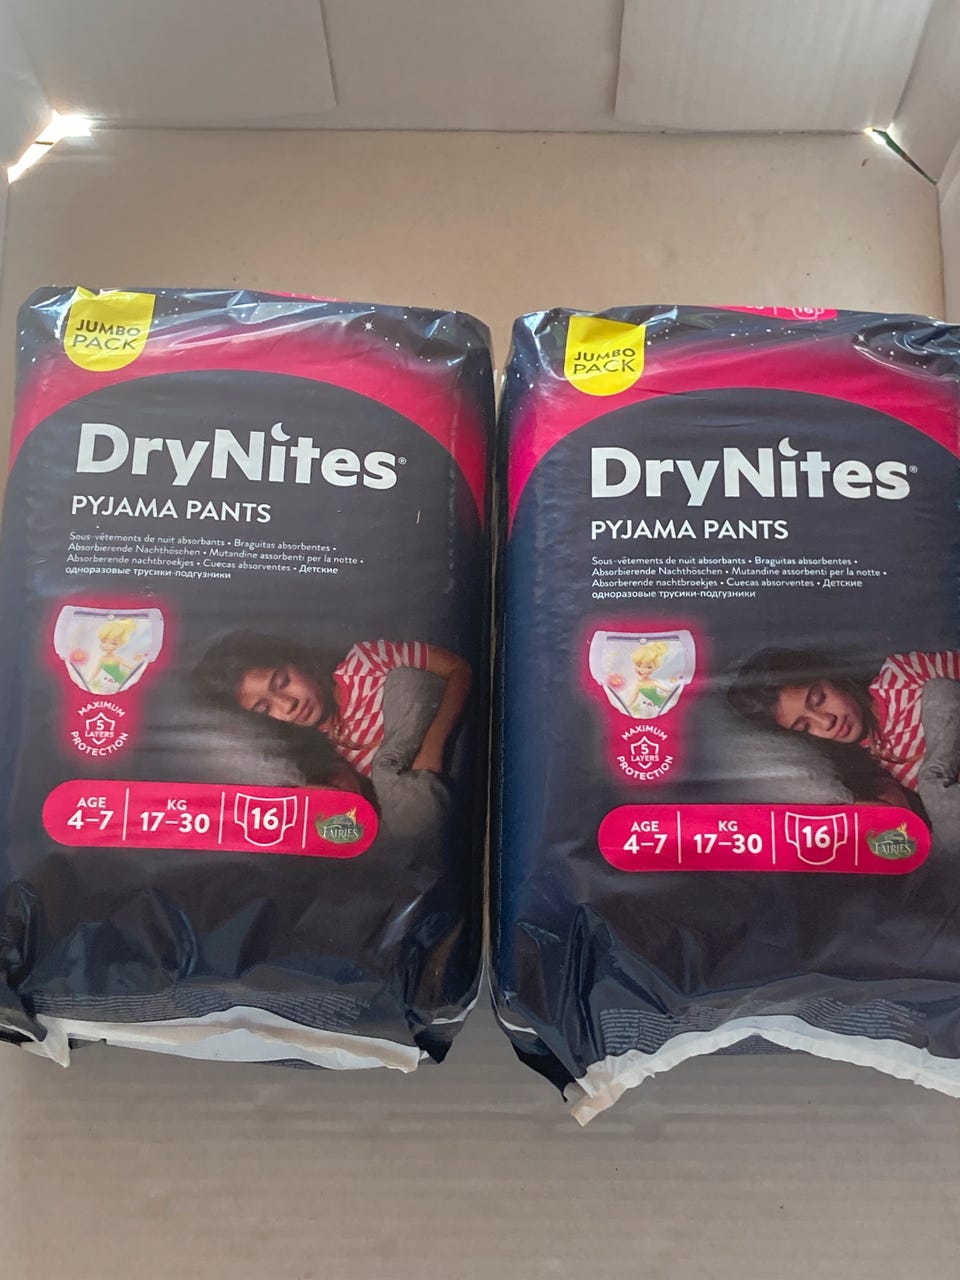 JUMBO
PACK
DryNites®
PYJAMA PANTS
Sous-vêtements de nuit absorbants • Braguitas absorbentes •
Absorbierende Nachthöschen • Mutandine assorbenti per la notte •
Absorberende nachtbroekjes • Cuecas absorventes • Детские
одноразовые трусики-подгузники
MAXIMUM
5
LAYERS
PROTECTION
AGE
4–7
KG
17–30
16
Disney
FAIRIES
16
JUMBO
PACK
DryNites®
PYJAMA PANTS
Sous-vêtements de nuit absorbants • Braguitas absorbentes •
Absorbierende Nachthöschen • Mutandine assorbenti per la notte •
Absorberende nachtbroekjes • Cuecas absorventes • Детские
одноразовые трусики-подгузники
MAXIMUM
5
LAYERS
PROTECTION
AGE
4–7
KG
17–30
16
Disney
FAIRIES